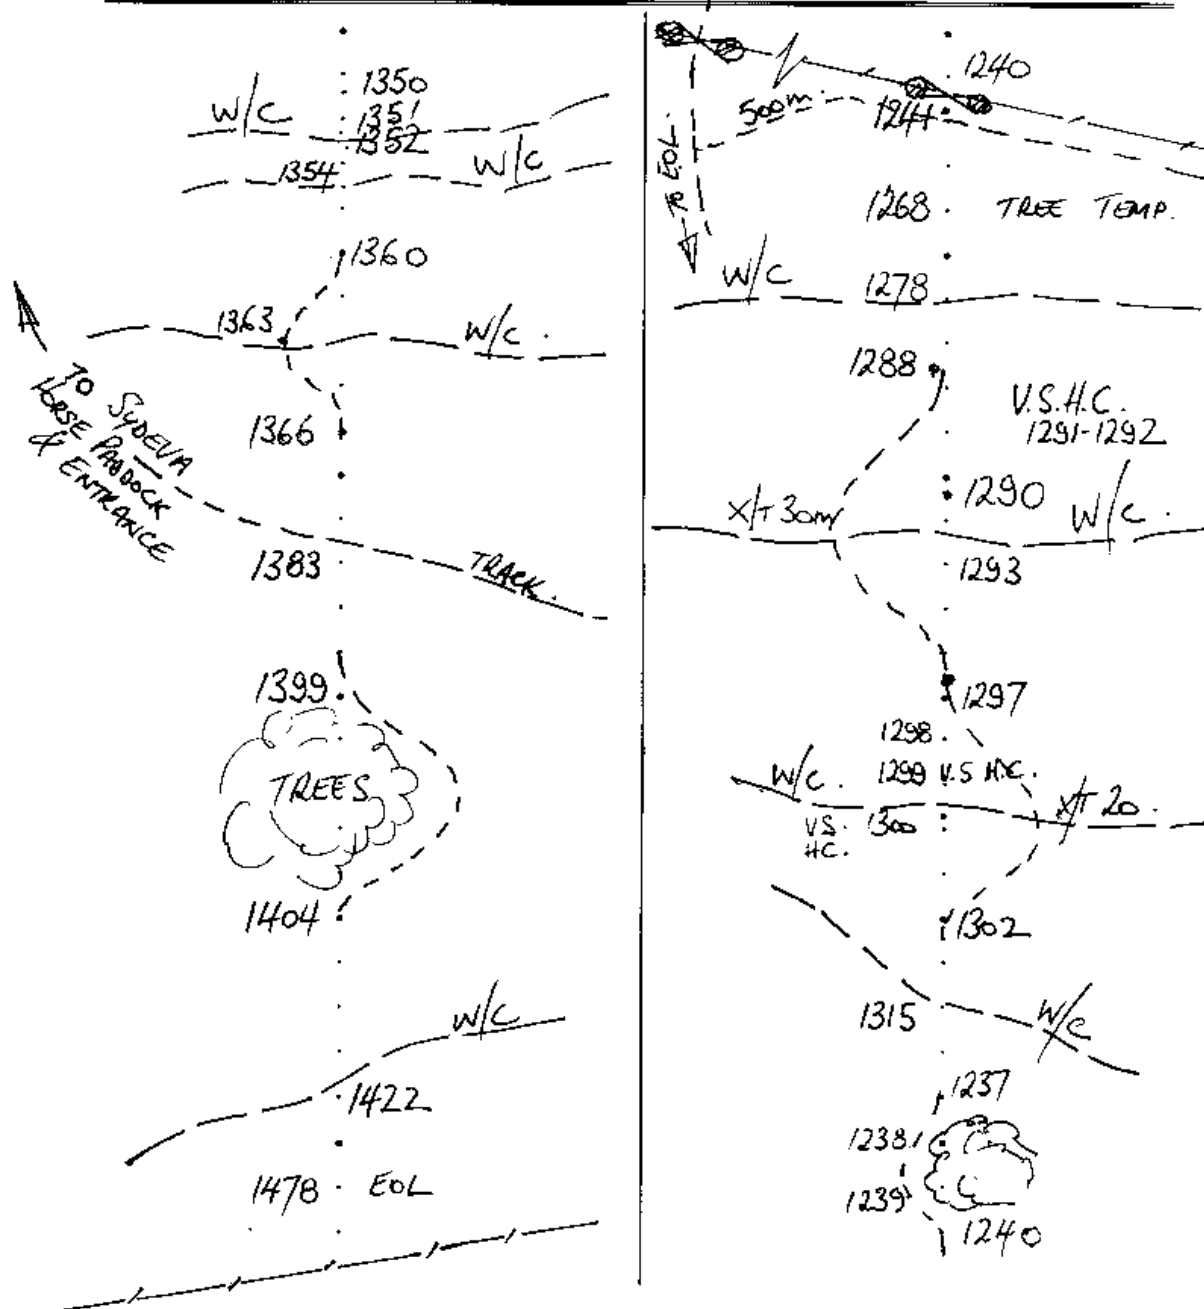 1350
W/C
1351
1352
1354
W/C
1360
1363
W/C.
TO SYDEVA
HORSE PADDOCK
& ENTRANCE
1366
1383
TRACK.
1399
TREES
1404
W/C
1422
1478 EOL
1240
500m.
1241
TO EOL.
1268 TREE TEMP.
W/C
1278
1288
V.S.H.C.
1291-1292
1290
X/T 30m
W/C.
1293
1297
1298
W/C. 1299 V.S H.C.
X/T 20.
V.S. 1300
H.C.
1302
1315
W/C
1237
1238
1239
1240